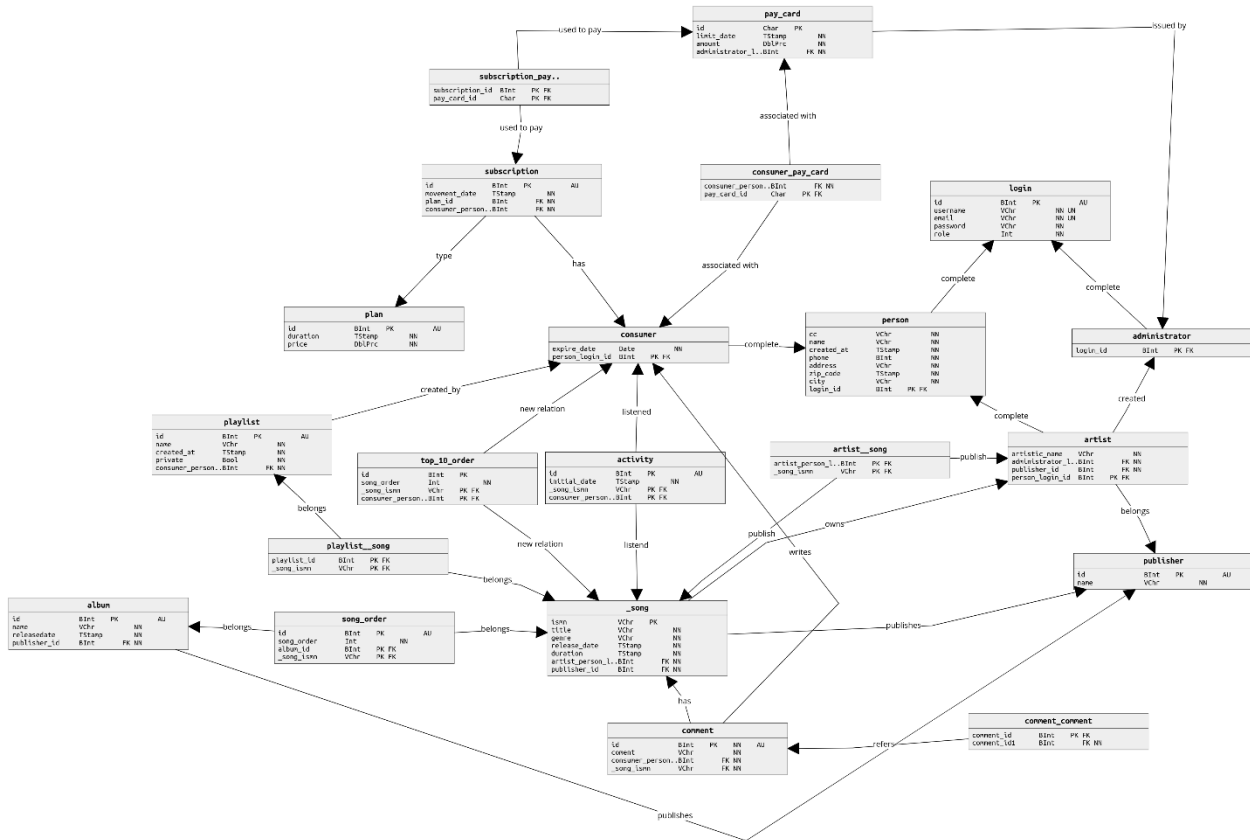 pay_card
id Char PK
limit_date TStamp NN
amount DblPrc NN
administrator_l..BInt FK NN
used to pay
issued by
subscription_pay..
subscription_id BInt PK FK
pay_card_id Char PK FK
used to pay
associated with
subscription
id BInt PK AU
movement_date TStamp NN
plan_id BInt FK NN
consumer_person..BInt FK NN
consumer_pay_card
consumer_person..BInt FK NN
pay_card_id Char PK FK
login
id BInt PK AU
username VChr NN UN
email VChr NN UN
password VChr NN
role Int NN
type
has
associated with
complete
complete
plan
id BInt PK AU
duration TStamp NN
price DblPrc NN
consumer
expire_date Date NN
person_login_id BInt PK FK
complete
person
cc VChr NN
name VChr NN
created_at TStamp NN
phone BInt NN
address VChr NN
zip_code TStamp NN
city VChr NN
login_id BInt PK FK
administrator
login_id BInt PK FK
created_by
new relation
listened
complete
created
playlist
id BInt PK AU
name VChr NN
created_at TStamp NN
private Bool NN
consumer_person..BInt FK NN
top_10_order
id BInt PK
song_order Int NN
_song_ismn VChr PK FK
consumer_person..BInt PK FK
activity
id BInt PK AU
initial_date TStamp NN
_song_ismn VChr PK FK
consumer_person..BInt PK FK
artist__song
artist_person_l..BInt PK FK
_song_ismn VChr PK FK
publish
artist
artistic_name VChr NN
administrator_l..BInt FK NN
publisher_id BInt FK NN
person_login_id BInt PK FK
belongs
new relation
listend
publish
owns
writes
belongs
playlist__song
playlist_id BInt PK FK
_song_ismn VChr PK FK
belongs
publisher
id BInt PK AU
name VChr NN
album
id BInt PK AU
name VChr NN
releasedate TStamp NN
publisher_id BInt FK NN
belongs
song_order
id BInt PK AU
song_order Int NN
album_id BInt PK FK
_song_ismn VChr PK FK
belongs
_song
ismn VChr PK
title VChr NN
genre VChr NN
release_date TStamp NN
duration TStamp NN
artist_person_l..BInt FK NN
publisher_id BInt FK NN
publishes
has
comment
id BInt PK NN AU
coment VChr NN
consumer_person..BInt FK NN
_song_ismn VChr FK NN
refers
comment_comment
comment_id BInt PK FK
comment_id1 BInt FK NN
publishes